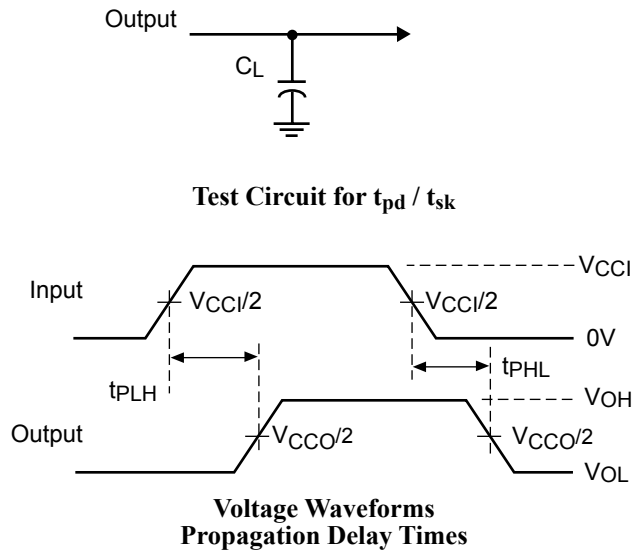 Output
CL
Test Circuit for tpd / tsk
VCCI
Input
VCCI/2
VCCI/2
0V
tPLH
tPHL
VOH
Output
VCCO/2
VCCO/2
VOL
Voltage Waveforms
Propagation Delay Times